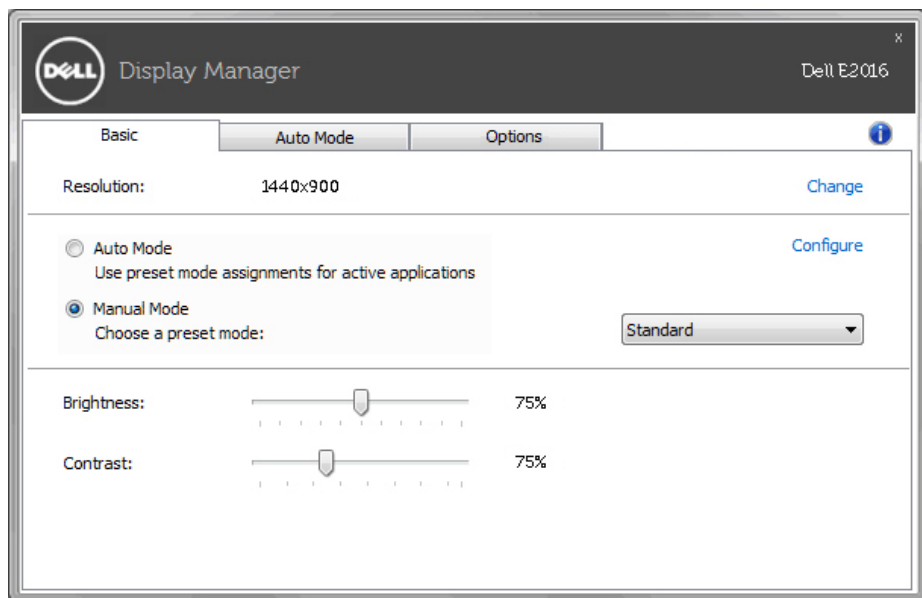 x
DELL Display Manager
Dell E2016
Basic Auto Mode Options i
Resolution: 1440x900 Change
Auto Mode Configure
Use preset mode assignments for active applications
Manual Mode
Choose a preset mode: Standard
Brightness: 75%
Contrast: 75%